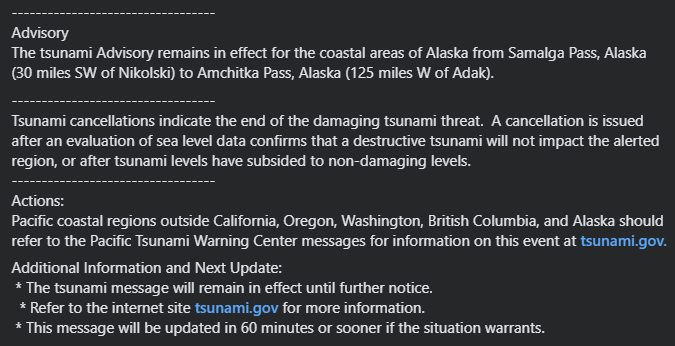 ----------------------------------
Advisory
The tsunami Advisory remains in effect for the coastal areas of Alaska from Samalga Pass, Alaska
(30 miles SW of Nikolski) to Amchitka Pass, Alaska (125 miles W of Adak).
----------------------------------
Tsunami cancellations indicate the end of the damaging tsunami threat.  A cancellation is issued
after an evaluation of sea level data confirms that a destructive tsunami will not impact the alerted
region, or after tsunami levels have subsided to non-damaging levels.
----------------------------------
Actions:
Pacific coastal regions outside California, Oregon, Washington, British Columbia, and Alaska should
refer to the Pacific Tsunami Warning Center messages for information on this event at tsunami.gov.
Additional Information and Next Update:
* The tsunami message will remain in effect until further notice.
* Refer to the internet site tsunami.gov for more information.
* This message will be updated in 60 minutes or sooner if the situation warrants.